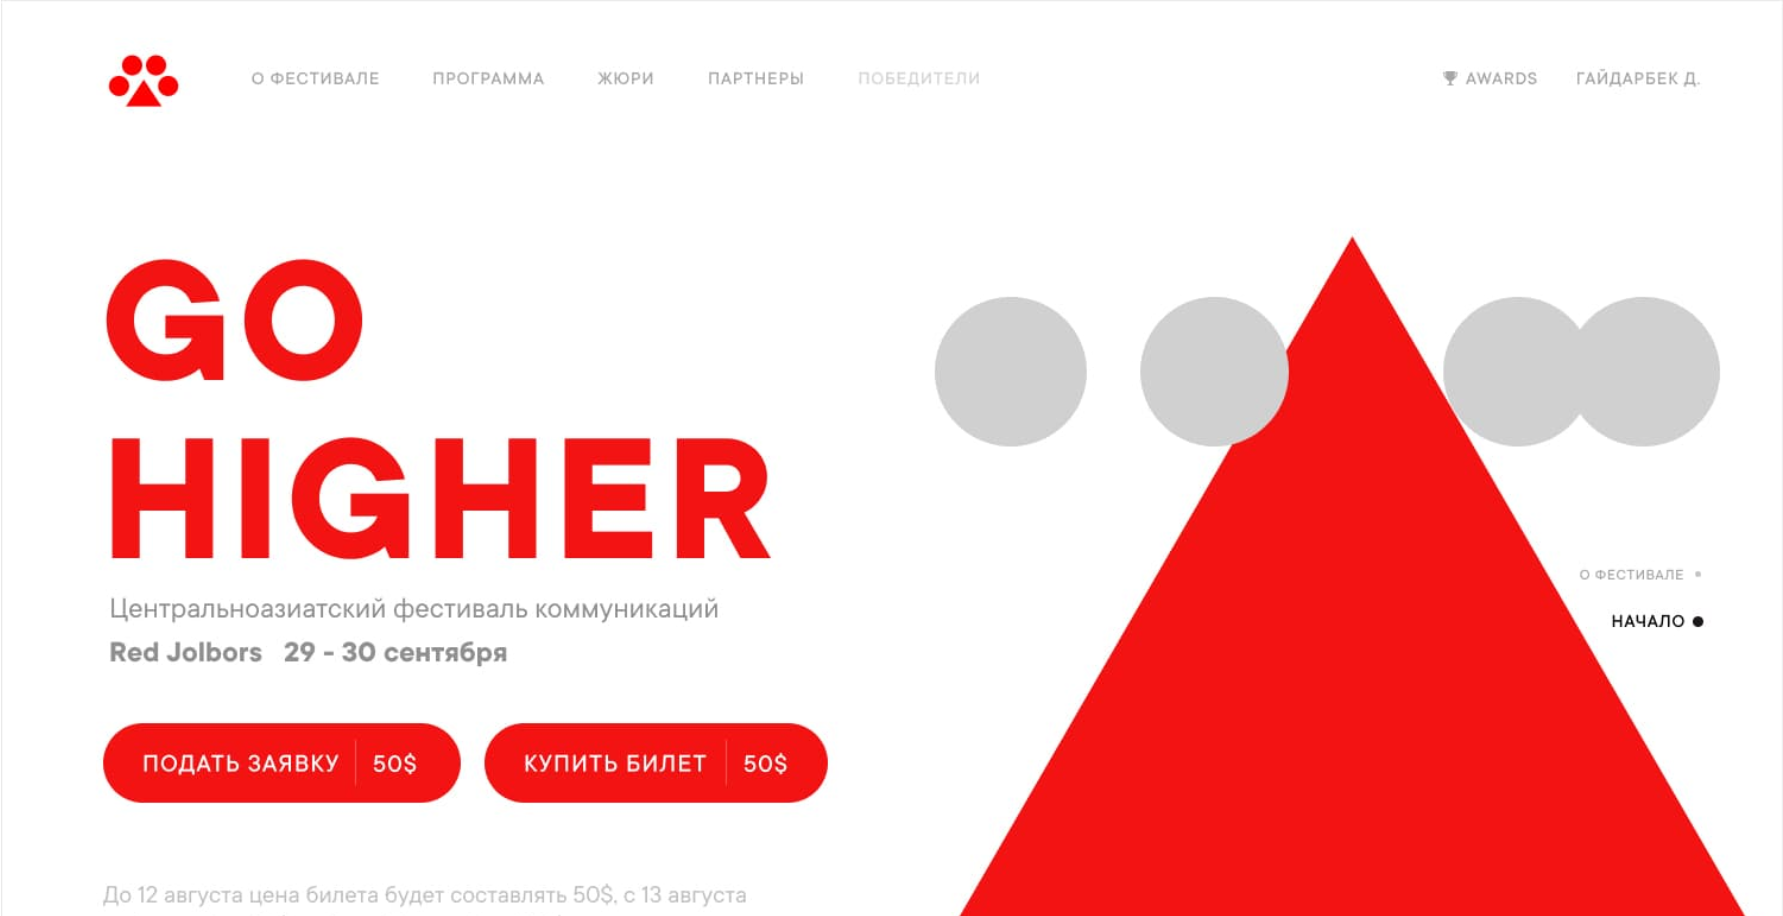 О ФЕСТИВАЛЕ ПРОГРАММА ЖЮРИ ПАРТНЕРЫ ПОБЕДИТЕЛИ AWARDS ГАЙДАРБЕК Д.
GO
HIGHER
Центральноазиатский фестиваль коммуникаций
Red Jolbors 29 - 30 сентября
ПОДАТЬ ЗАЯВКУ 50$ КУПИТЬ БИЛЕТ 50$
О ФЕСТИВАЛЕ
НАЧАЛО
До 12 августа цена билета будет составлять 50$, с 13 августа